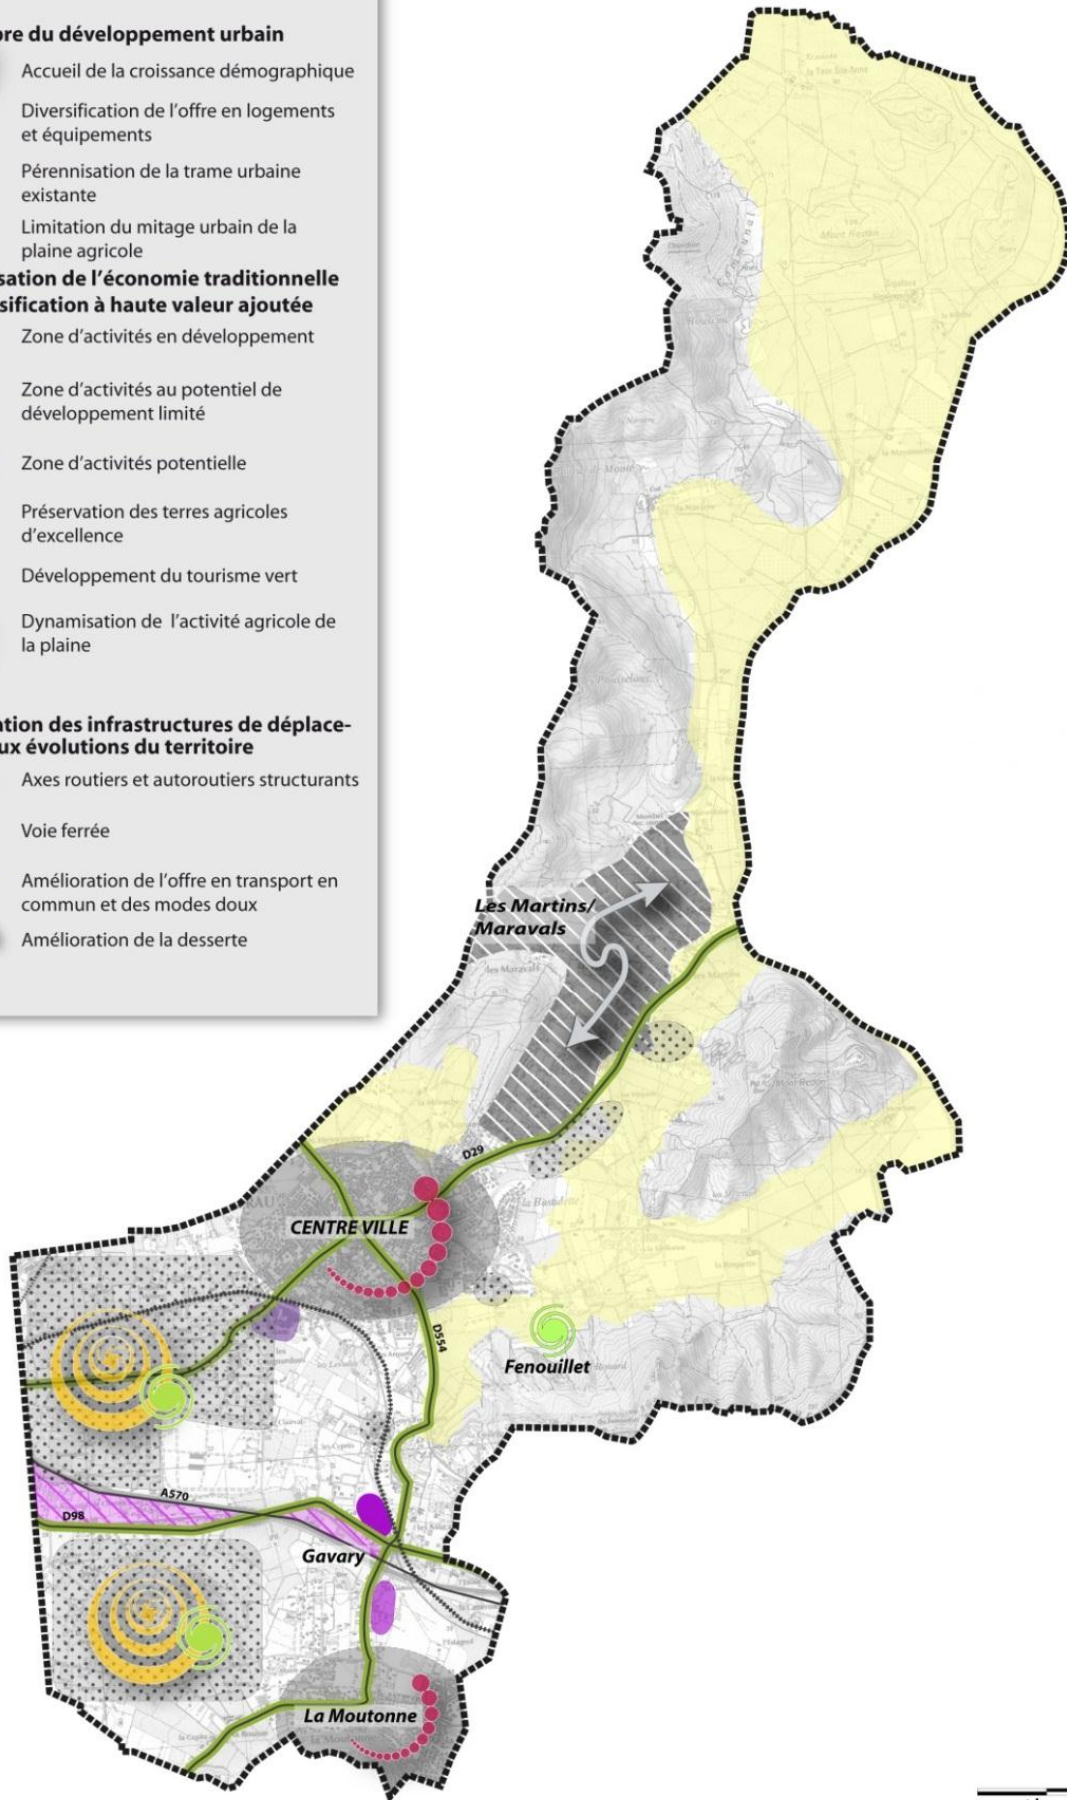 bre du développement urbain
Accueil de la croissance démographique
Diversification de l'offre en logements
et équipements
Pérennisation de la trame urbaine
existante
Limitation du mitage urbain de la
plaine agricole
sation de l'économie traditionnelle
sification à haute valeur ajoutée
Zone d'activités en développement
Zone d'activités au potentiel de
développement limité
Zone d'activités potentielle
Préservation des terres agricoles
d'excellence
Développement du tourisme vert
Dynamisation de l'activité agricole de
la plaine
ation des infrastructures de déplace-
ux évolutions du territoire
Axes routiers et autoroutiers structurants
Voie ferrée
Amélioration de l'offre en transport en
commun et des modes doux
Amélioration de la desserte
Mont Redon
Les Martins/
Maravals
les Maravals
D29
CENTRE VILLE
D554
Fenouillet
A570
D98
Gavary
La Moutonne